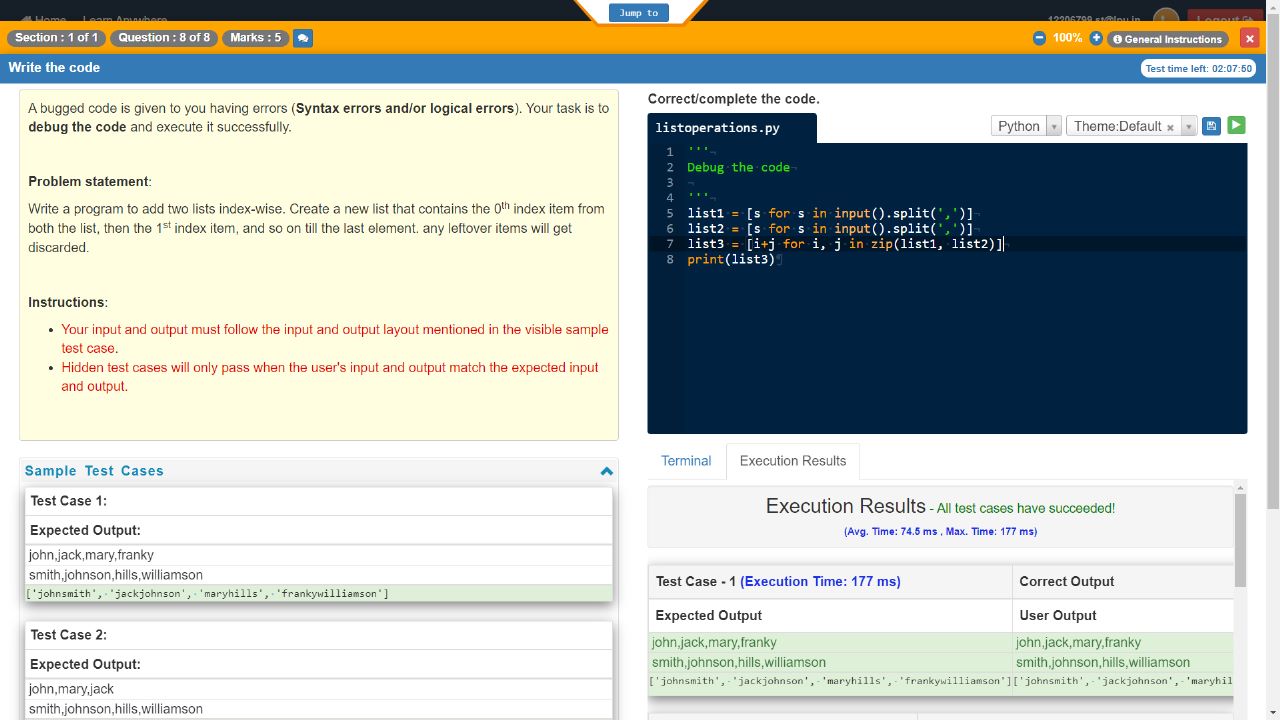 Home Learn Anywhere
Jump to
12206799.st@lpu.in
Logout
Section : 1 of 1
Question : 8 of 8
Marks : 5
100%
General Instructions
Write the code
Test time left: 02:07:50
A bugged code is given to you having errors (Syntax errors and/or logical errors). Your task is to
debug the code and execute it successfully.
Problem statement:
Write a program to add two lists index-wise. Create a new list that contains the 0th index item from
both the list, then the 1st index item, and so on till the last element. any leftover items will get
discarded.
Instructions:
Your input and output must follow the input and output layout mentioned in the visible sample
test case.
Hidden test cases will only pass when the user's input and output match the expected input
and output.
Sample Test Cases
Test Case 1:
Expected Output:
john,jack,mary,franky
smith,johnson,hills,williamson
['johnsmith', 'jackjohnson', 'maryhills', 'frankywilliamson']
Test Case 2:
Expected Output:
john,mary,jack
smith,johnson,hills,williamson
Correct/complete the code.
listoperations.py
Python
Theme:Default ×
1 '''
2 Debug the code
3
4 '''
5 list1 = [s for s in input().split(',')]
6 list2 = [s for s in input().split(',')]
7 list3 = [i+j for i, j in zip(list1, list2)]
8 print(list3)
Terminal
Execution Results
Execution Results - All test cases have succeeded!
(Avg. Time: 74.5 ms , Max. Time: 177 ms)
Test Case - 1 (Execution Time: 177 ms)
Correct Output
Expected Output
User Output
john,jack,mary,franky
john,jack,mary,franky
smith,johnson,hills,williamson
smith,johnson,hills,williamson
['johnsmith', 'jackjohnson', 'maryhills', 'frankywilliamson']
['johnsmith', 'jackjohnson', 'maryhil